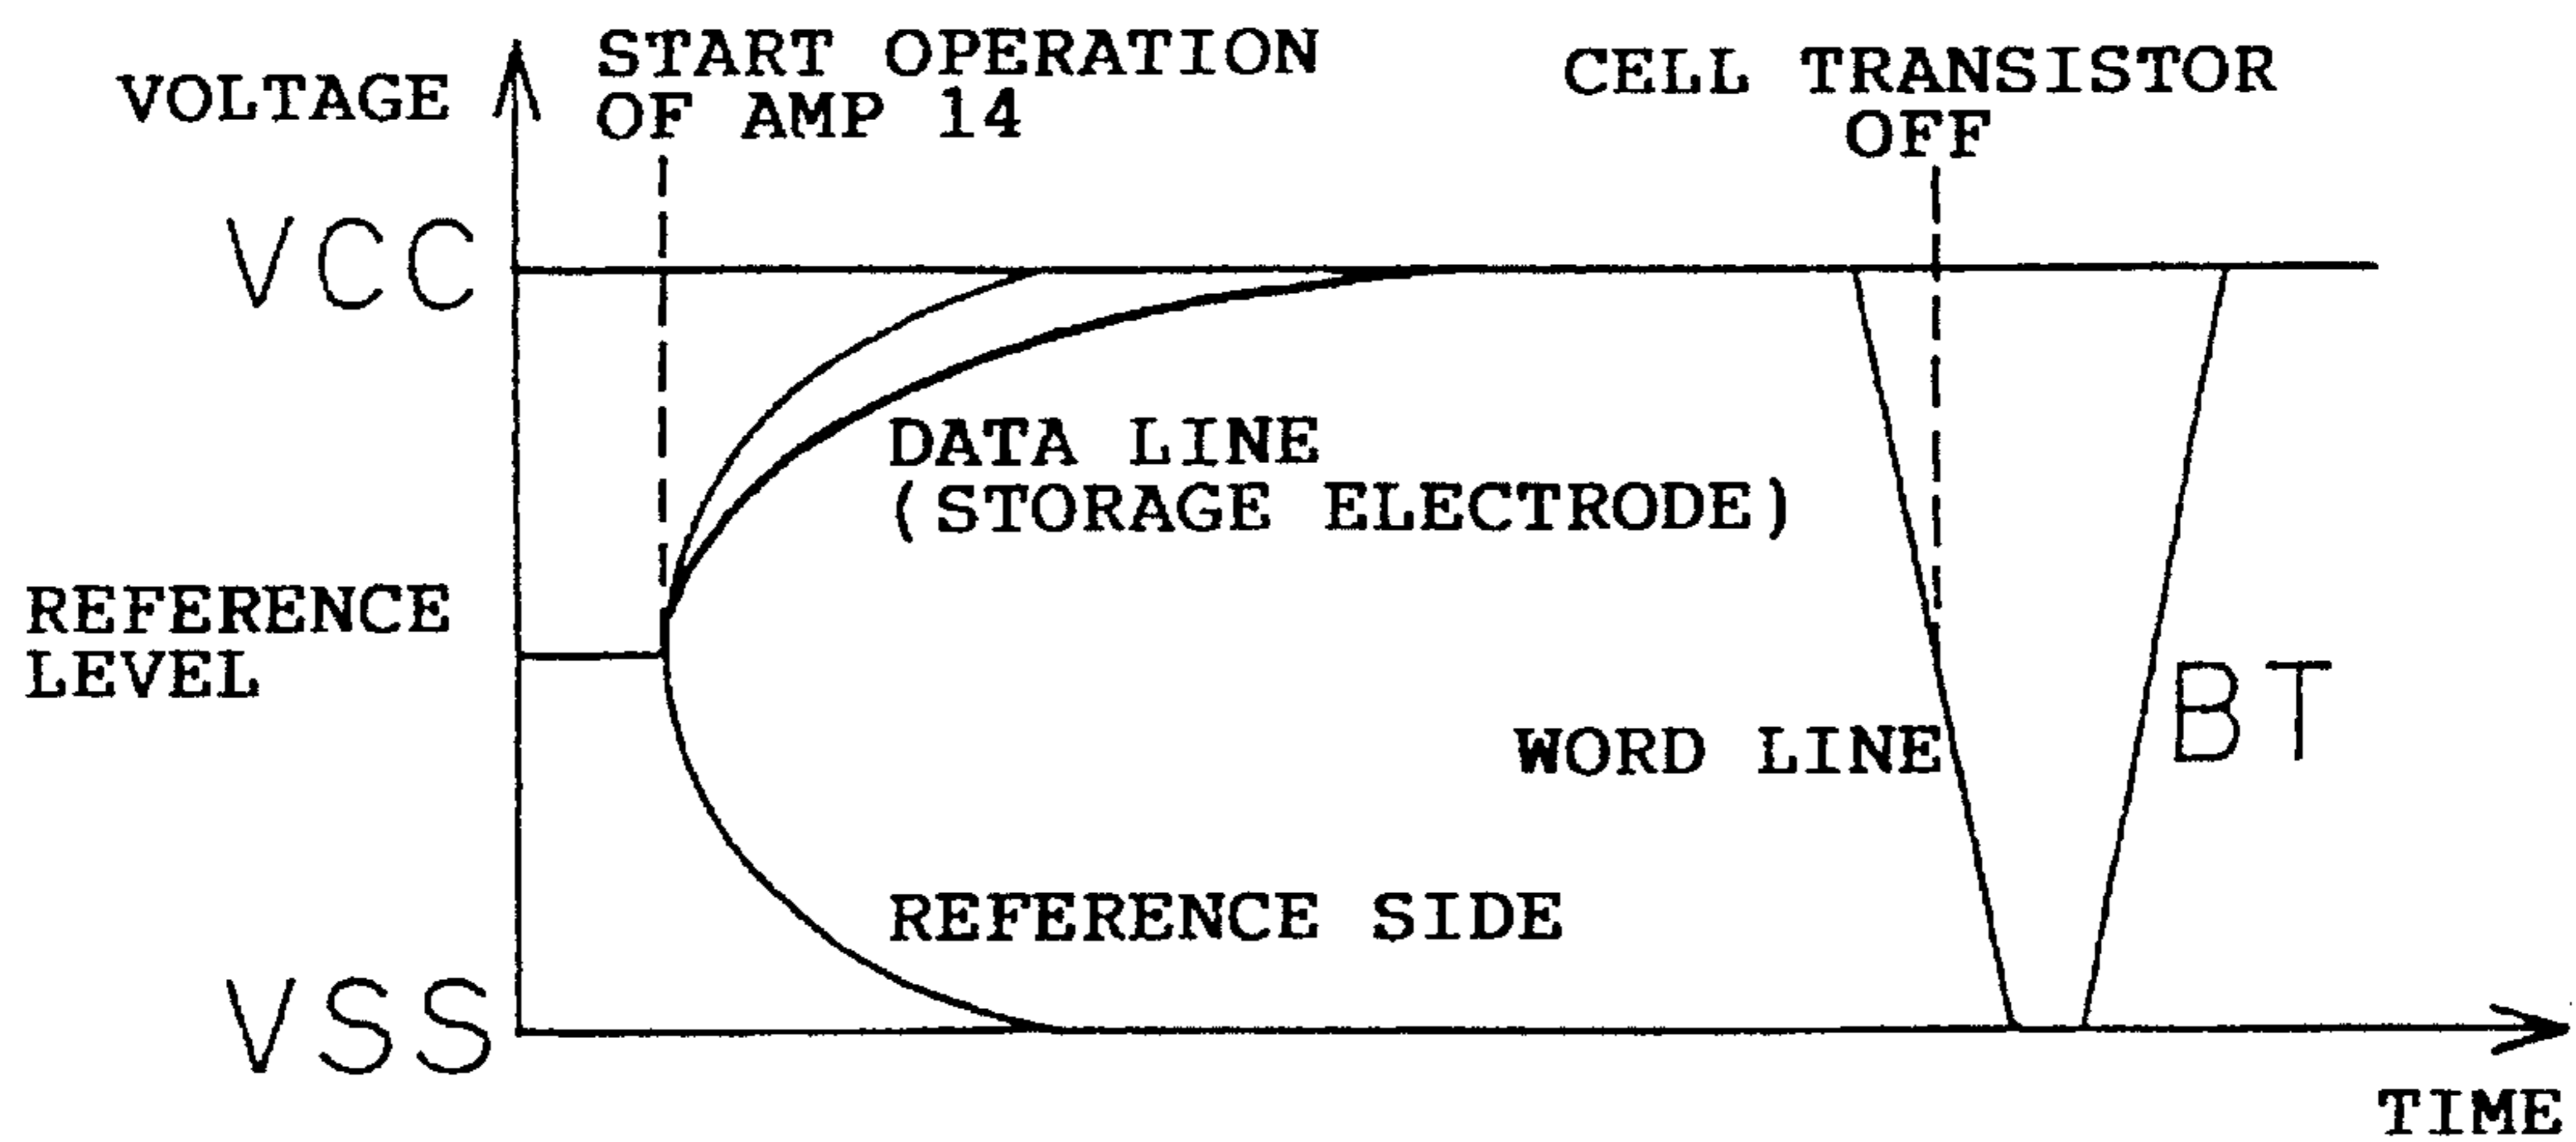 VOLTAGE
START OPERATION
OF AMP 14
CELL TRANSISTOR
OFF
VCC
DATA LINE
(STORAGE ELECTRODE)
REFERENCE
LEVEL
WORD LINE
BT
REFERENCE SIDE
VSS
TIME